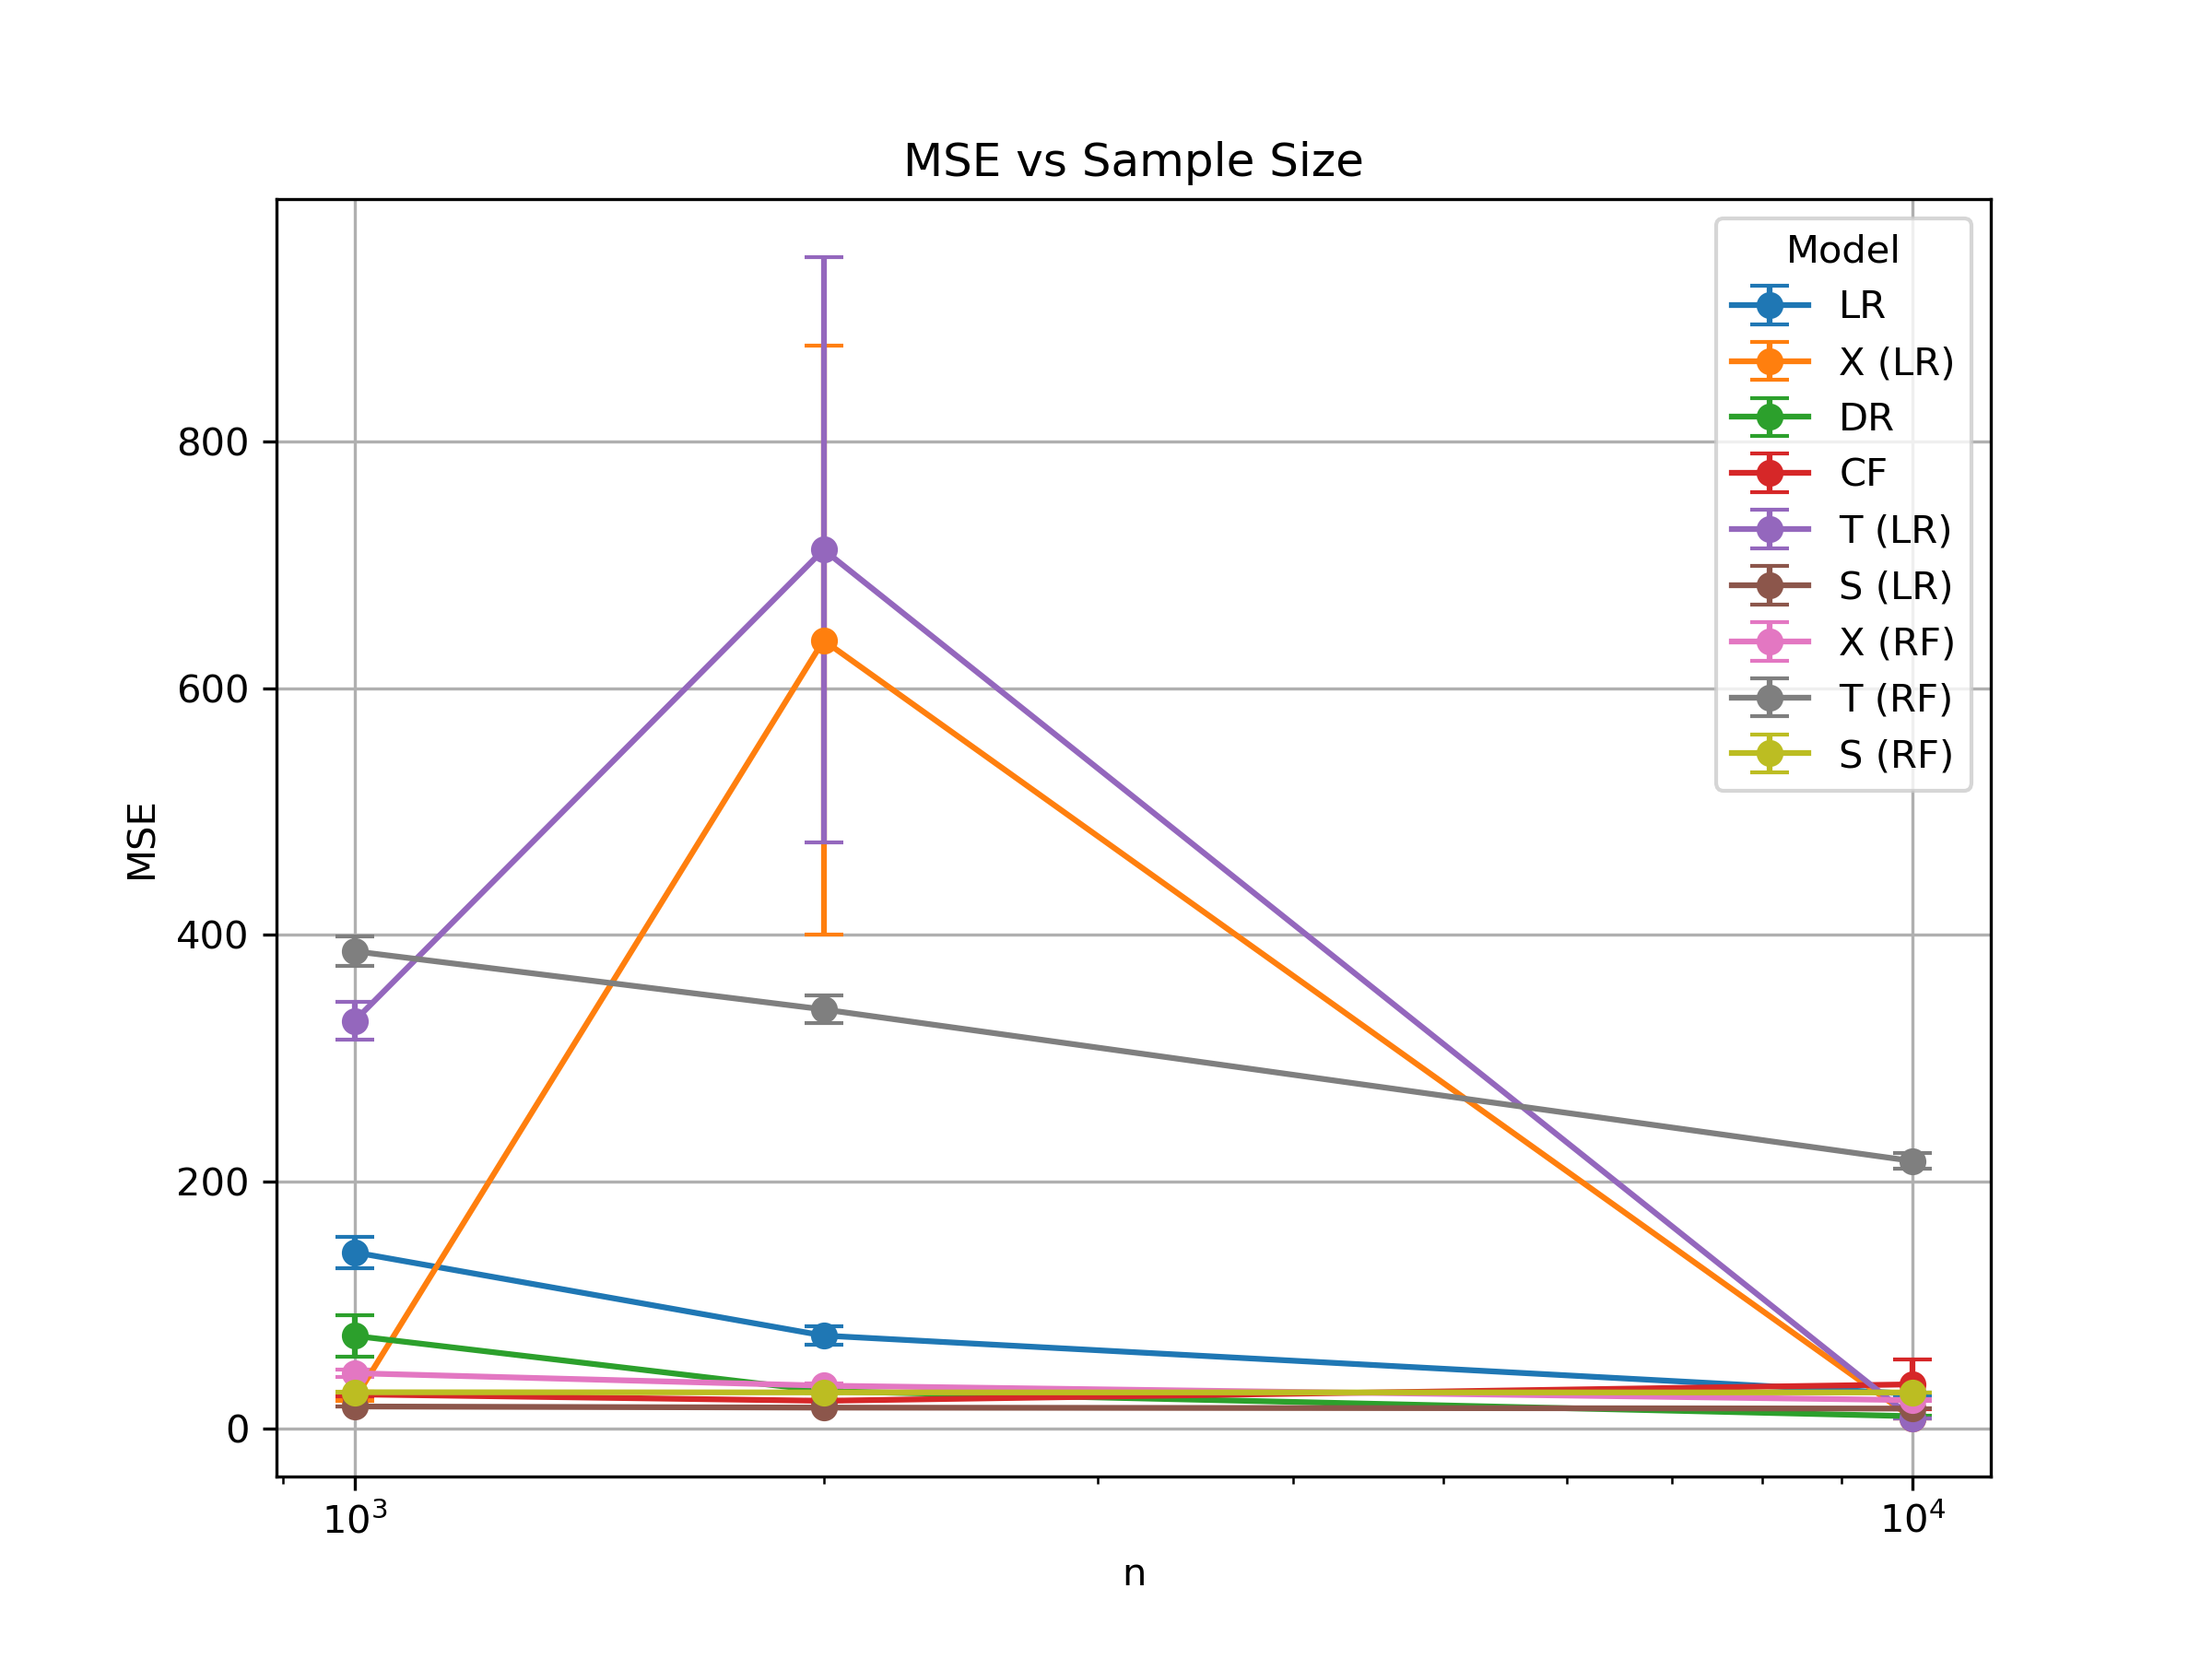 MSE vs Sample Size
Model
LR
X (LR)
DR
CF
T (LR)
S (LR)
X (RF)
T (RF)
S (RF)
800
600
400
200
0
MSE
10³
10⁴
n